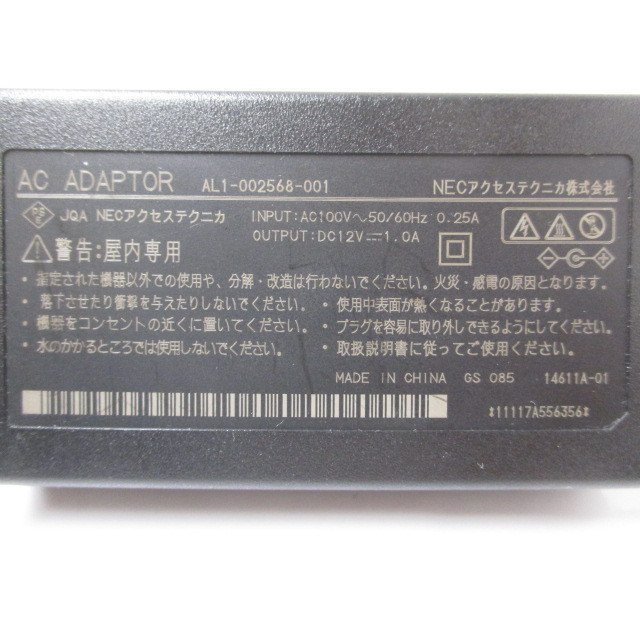 AC ADAPTOR AL1-002568-001 NECアクセステクニカ株式会社
PSE JQA NECアクセステクニカ INPUT:AC100V～50/60Hz 0.25A
OUTPUT:DC12V⎓1.0A
警告:屋内専用
・指定された機器以外での使用や、分解・改造は行わないでください。火災・感電の原因となります。
・落下させたり衝撃を与えたりしないでください。・使用中表面が熱くなることがあります。
・機器をコンセントの近くに置いてください。・プラグを容易に取り外しできるようにしてください。
・水のかかるところでは使用しないでください。・取扱説明書に従ってご使用ください。
MADE IN CHINA GS 085 14611A-01
*11117A556356*